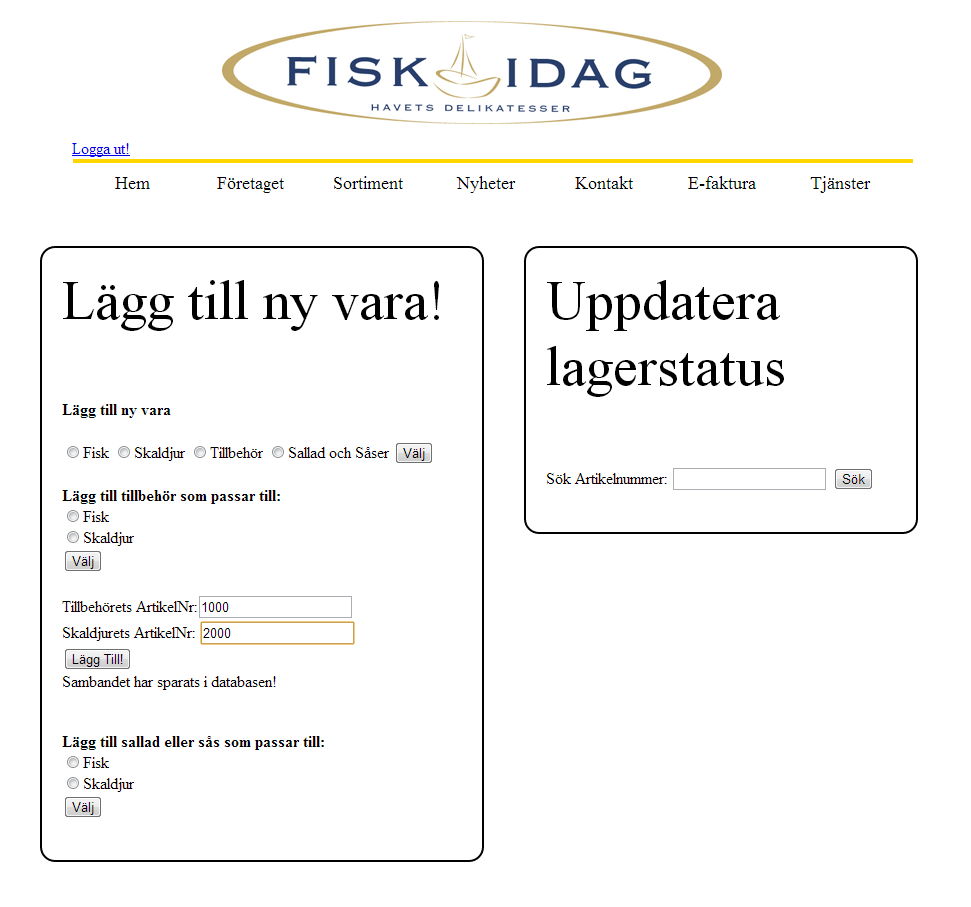 FISK IDAG
HAVETS DELIKATESSER
Logga ut!
Hem Företaget Sortiment Nyheter Kontakt E-faktura Tjänster
Lägg till ny vara!
Lägg till ny vara
Fisk Skaldjur Tillbehör Sallad och Såser Välj
Lägg till tillbehör som passar till:
Fisk
Skaldjur
Välj
Tillbehörets ArtikelNr: 1000
Skaldjurets ArtikelNr: 2000
Lägg Till!
Sambandet har sparats i databasen!
Lägg till sallad eller sås som passar till:
Fisk
Skaldjur
Välj
Uppdatera
lagerstatus
Sök Artikelnummer: Sök